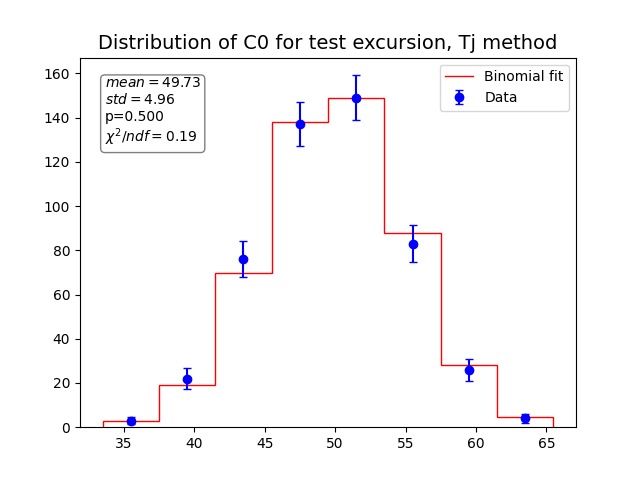 Distribution of C0 for test excursion, Tj method
mean = 49.73
std = 4.96
p=0.500
χ²/ndf = 0.19
Binomial fit
Data
160
140
120
100
80
60
40
20
0
35 40 45 50 55 60 65